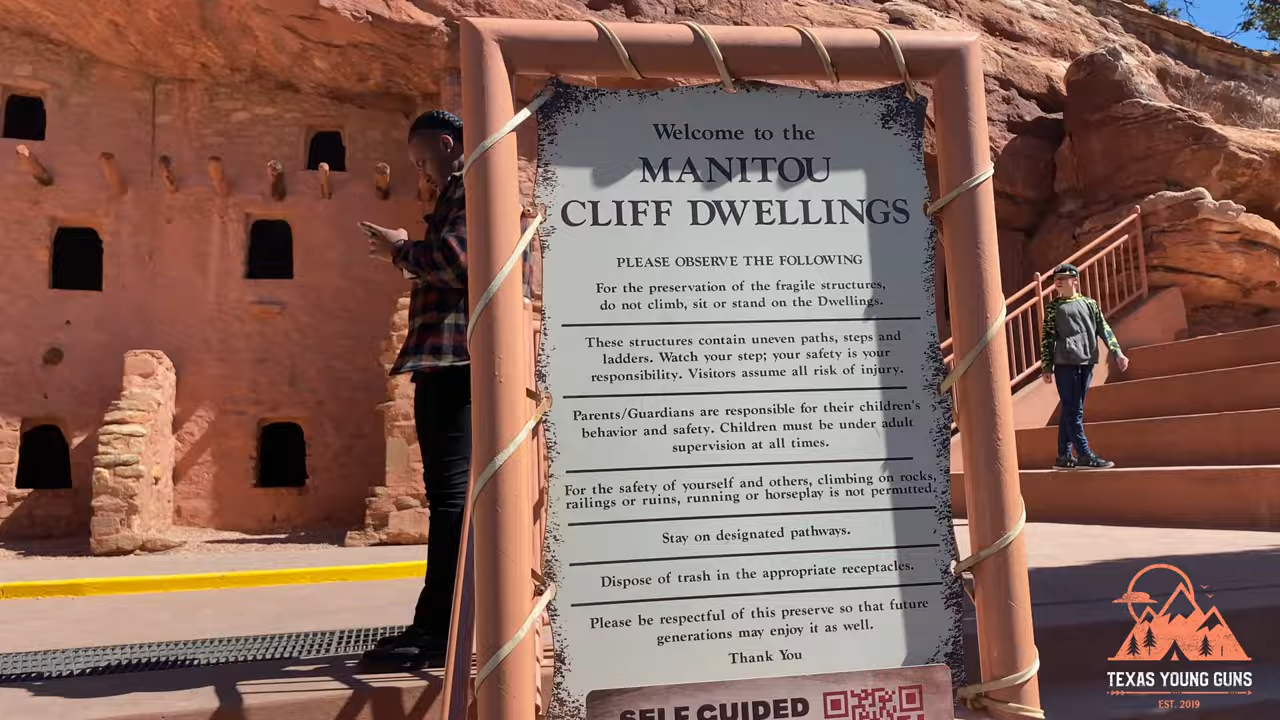 Welcome to the
MANITOU
CLIFF DWELLINGS
PLEASE OBSERVE THE FOLLOWING
For the preservation of the fragile structures,
do not climb, sit or stand on the Dwellings.
These structures contain uneven paths, steps and
ladders. Watch your step; your safety is your
responsibility. Visitors assume all risk of injury.
Parents/Guardians are responsible for their children's
behavior and safety. Children must be under adult
supervision at all times.
For the safety of yourself and others, climbing on rocks,
railings or ruins, running or horseplay is not permitted.
Stay on designated pathways.
Dispose of trash in the appropriate receptacles.
Please be respectful of this preserve so that future
generations may enjoy it as well.
Thank You
SELF GUIDED
TEXAS YOUNG GUNS
EST. 2019